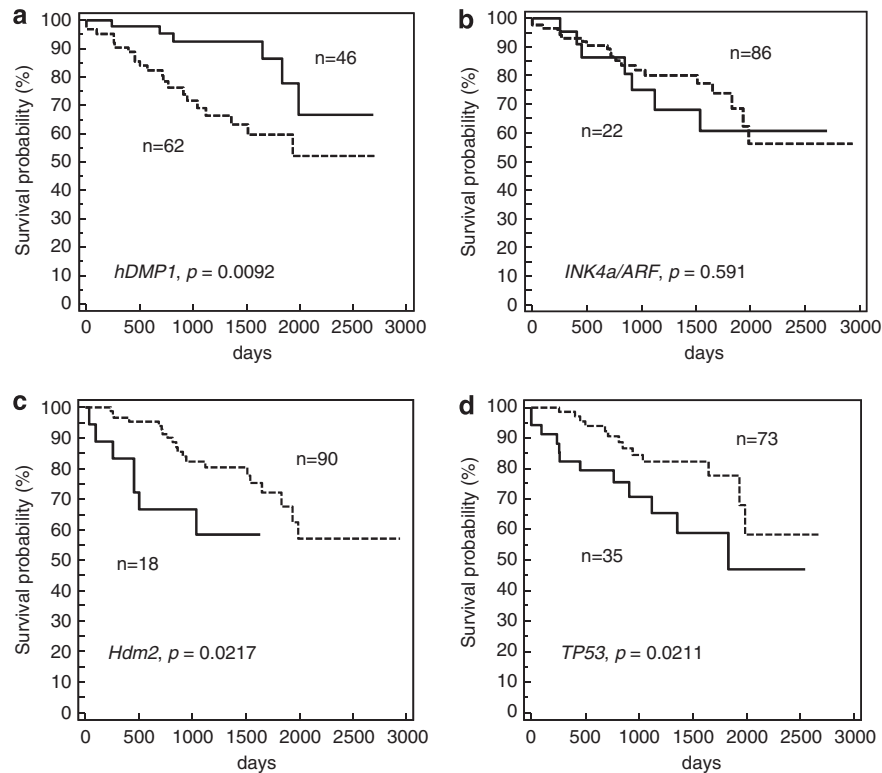 a
Survival probability (%)
100
90
80
70
60
50
40
30
20
10
0
n=46
n=62
hDMP1, p = 0.0092
0 500 1000 1500 2000 2500 3000
days
b
Survival probability (%)
100
90
80
70
60
50
40
30
20
10
0
n=86
n=22
INK4a/ARF, p = 0.591
0 500 1000 1500 2000 2500 3000
days
c
Survival probability (%)
100
90
80
70
60
50
40
30
20
10
0
n=90
n=18
Hdm2, p = 0.0217
0 500 1000 1500 2000 2500 3000
days
d
Survival probability (%)
100
90
80
70
60
50
40
30
20
10
0
n=73
n=35
TP53, p = 0.0211
0 500 1000 1500 2000 2500 3000
days